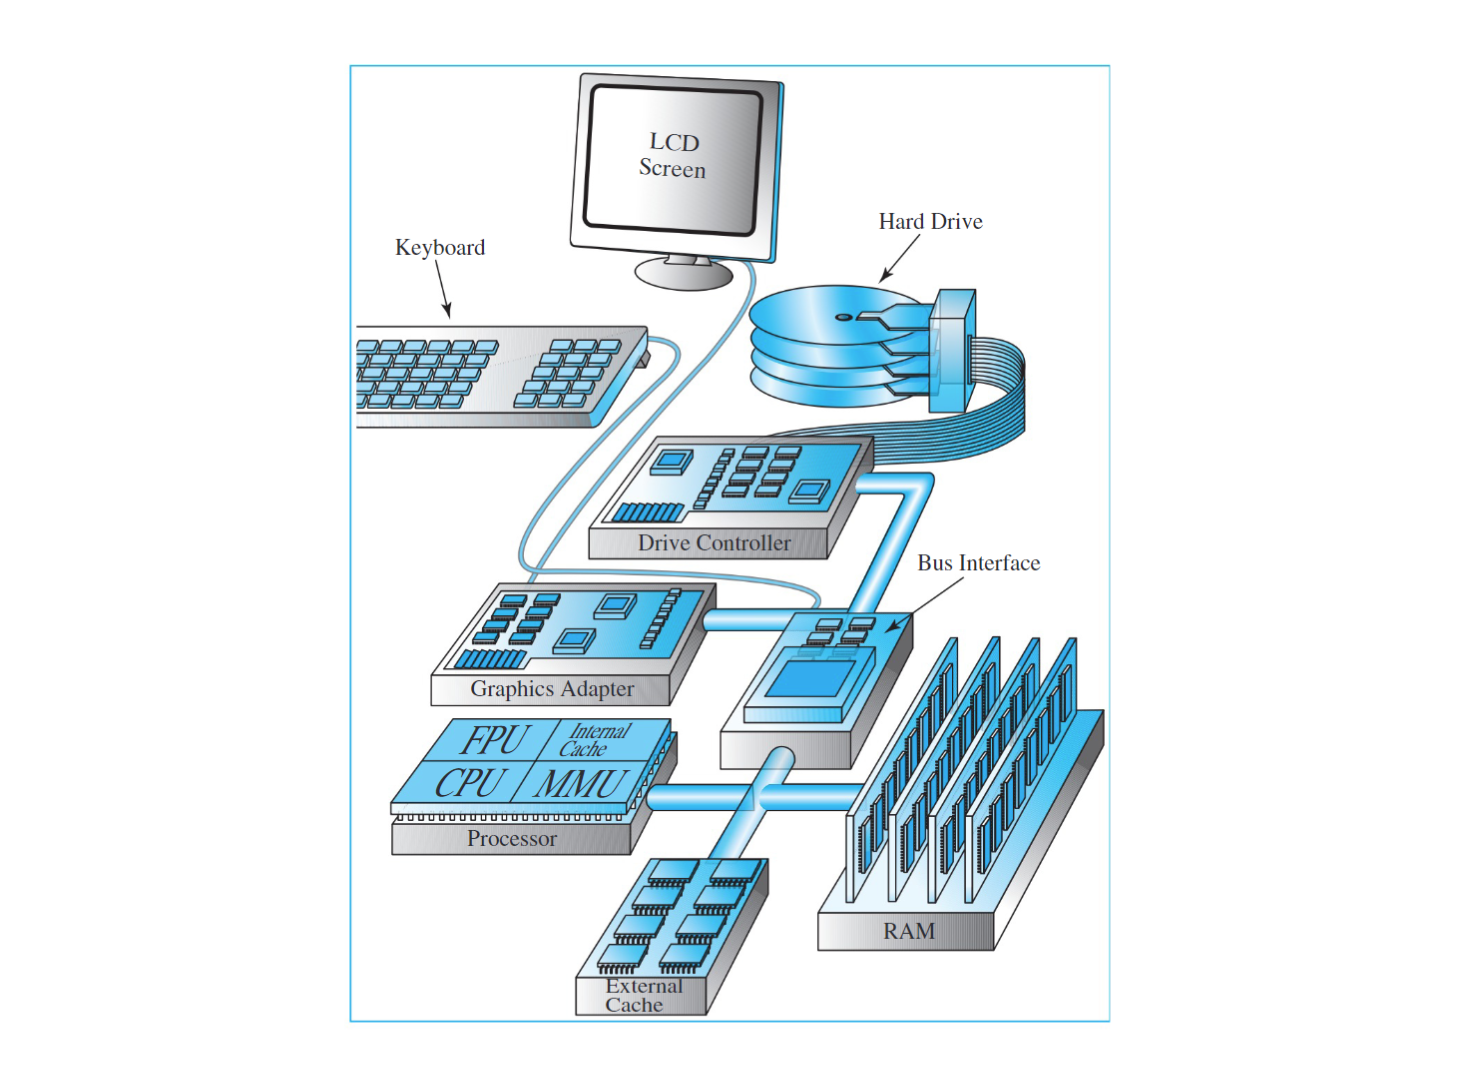 LCD
Screen
Hard Drive
Keyboard
Drive Controller
Bus Interface
Graphics Adapter
FPU
Internal
Cache
CPU
MMU
Processor
RAM
External
Cache